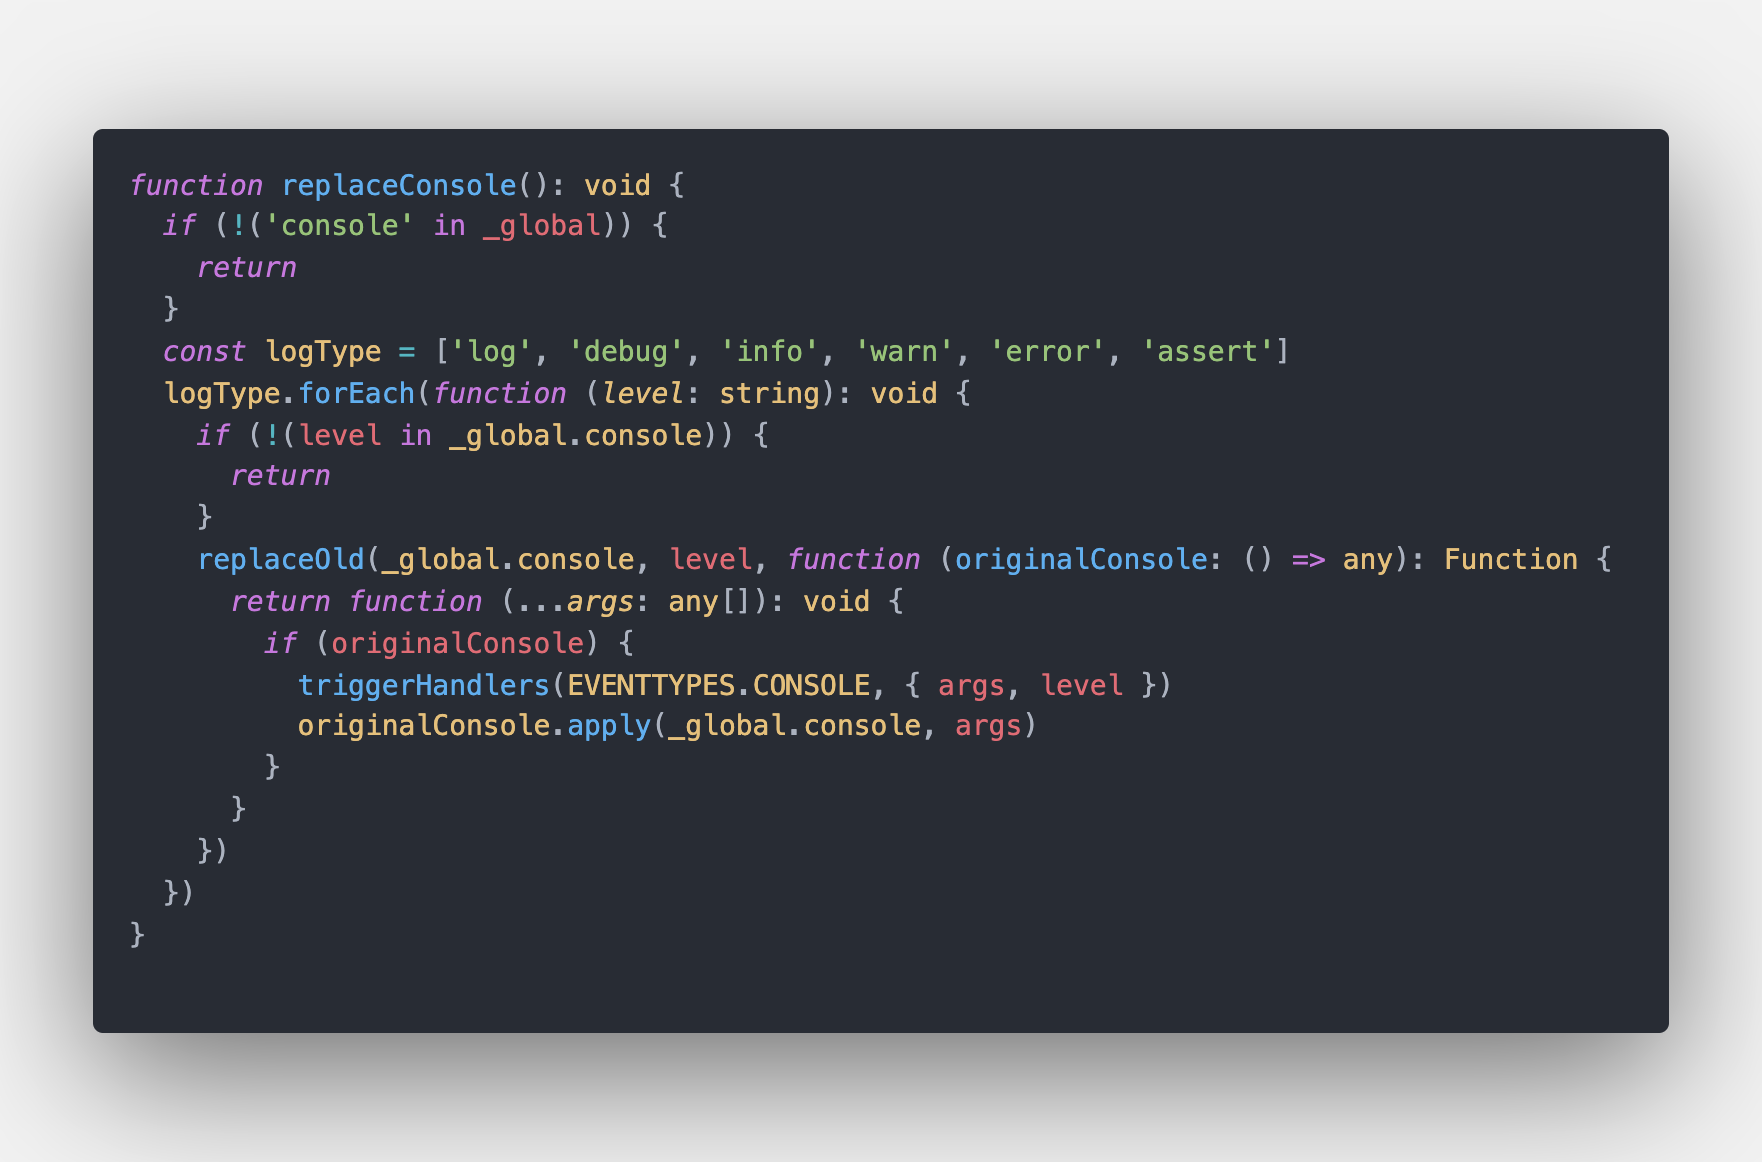 function replaceConsole(): void {
  if (!('console' in _global)) {
    return
  }
  const logType = ['log', 'debug', 'info', 'warn', 'error', 'assert']
  logType.forEach(function (level: string): void {
    if (!(level in _global.console)) {
      return
    }
    replaceOld(_global.console, level, function (originalConsole: () => any): Function {
      return function (...args: any[]): void {
        if (originalConsole) {
          triggerHandlers(EVENTTYPES.CONSOLE, { args, level })
          originalConsole.apply(_global.console, args)
        }
      }
    })
  })
}